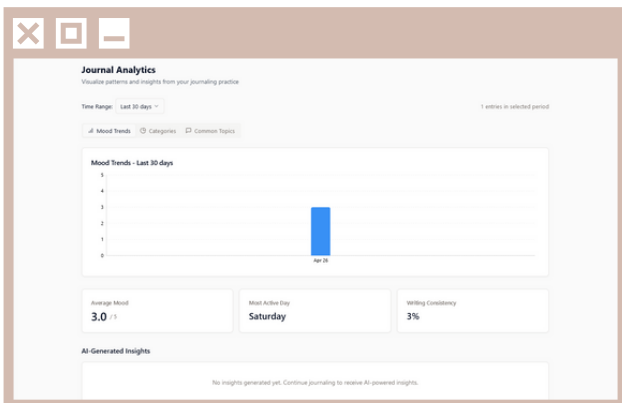 Journal Analytics
Visualize patterns and insights from your journaling practice
Time Range: Last 30 days
1 entries in selected period
Mood Trends Categories Common Topics
Mood Trends - Last 30 days
5
4
3
2
1
0
Apr 26
Average Mood
3.0 / 5
Most Active Day
Saturday
Writing Consistency
3%
AI-Generated Insights
No insights generated yet. Continue journaling to receive AI-powered insights.